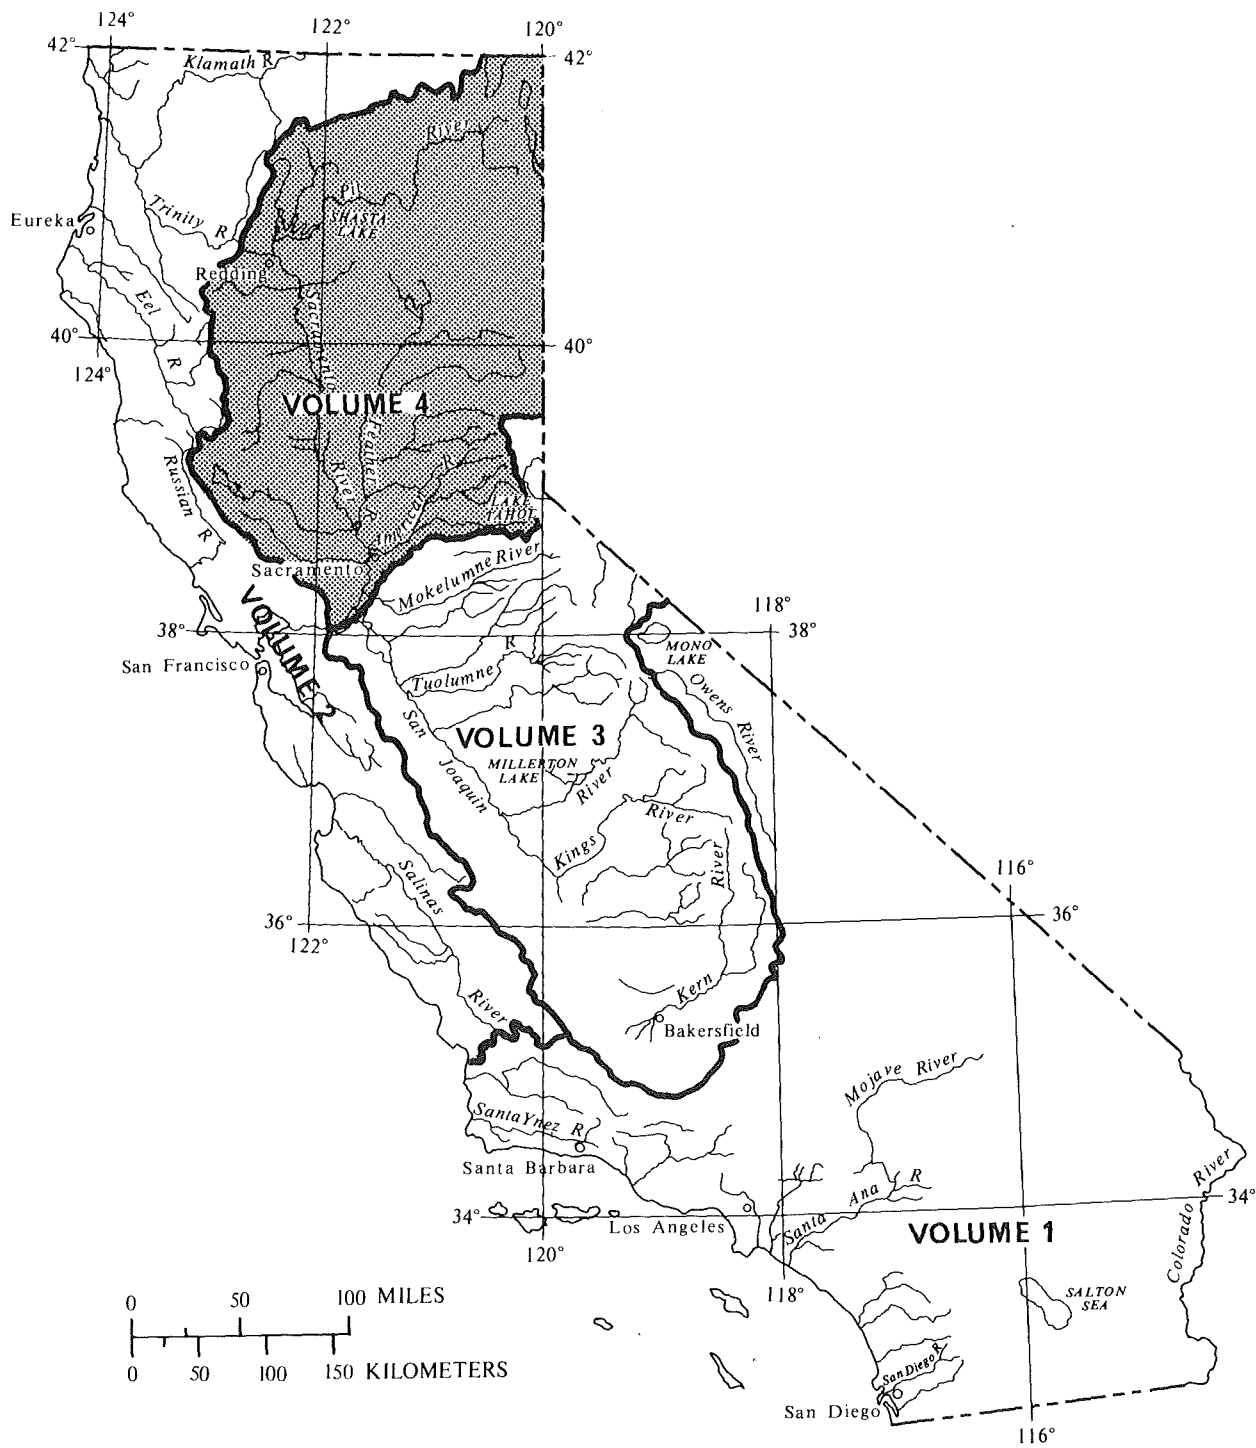 124°
122°
120°
42°
42°
Klamath R
River
Pit
Trinity R
SHASTA
LAKE
Eureka
Redding
Eel
R
Sacramento
River
40°
40°
124°
VOLUME 4
Feather
R
Russian
R
American
R
LAKE
TAHOE
Sacramento
Mokelumne River
VOLUME 2
118°
38°
38°
MONO
LAKE
San Francisco
Tuolumne R
Owens
River
San
Joaquin
River
VOLUME 3
MILLERTON
LAKE
Kings
River
River
Salinas
River
116°
36°
36°
122°
Kern
Bakersfield
Mojave River
Santa Ynez R
Santa Barbara
Santa Ana R
Colorado River
34°
34°
Los Angeles
VOLUME 1
120°
118°
SALTON
SEA
0 50 100 MILES
0 50 100 150 KILOMETERS
San Diego R
San Diego
116°